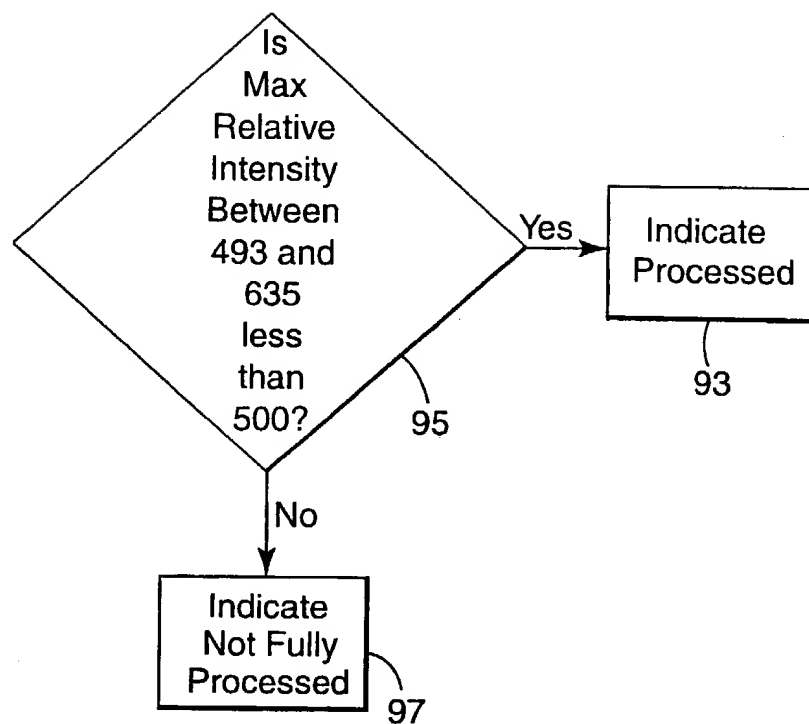 Is
Max
Relative
Intensity
Between
493 and
635
less
than
500?
Yes
Indicate
Processed
93
95
No
Indicate
Not Fully
Processed
97